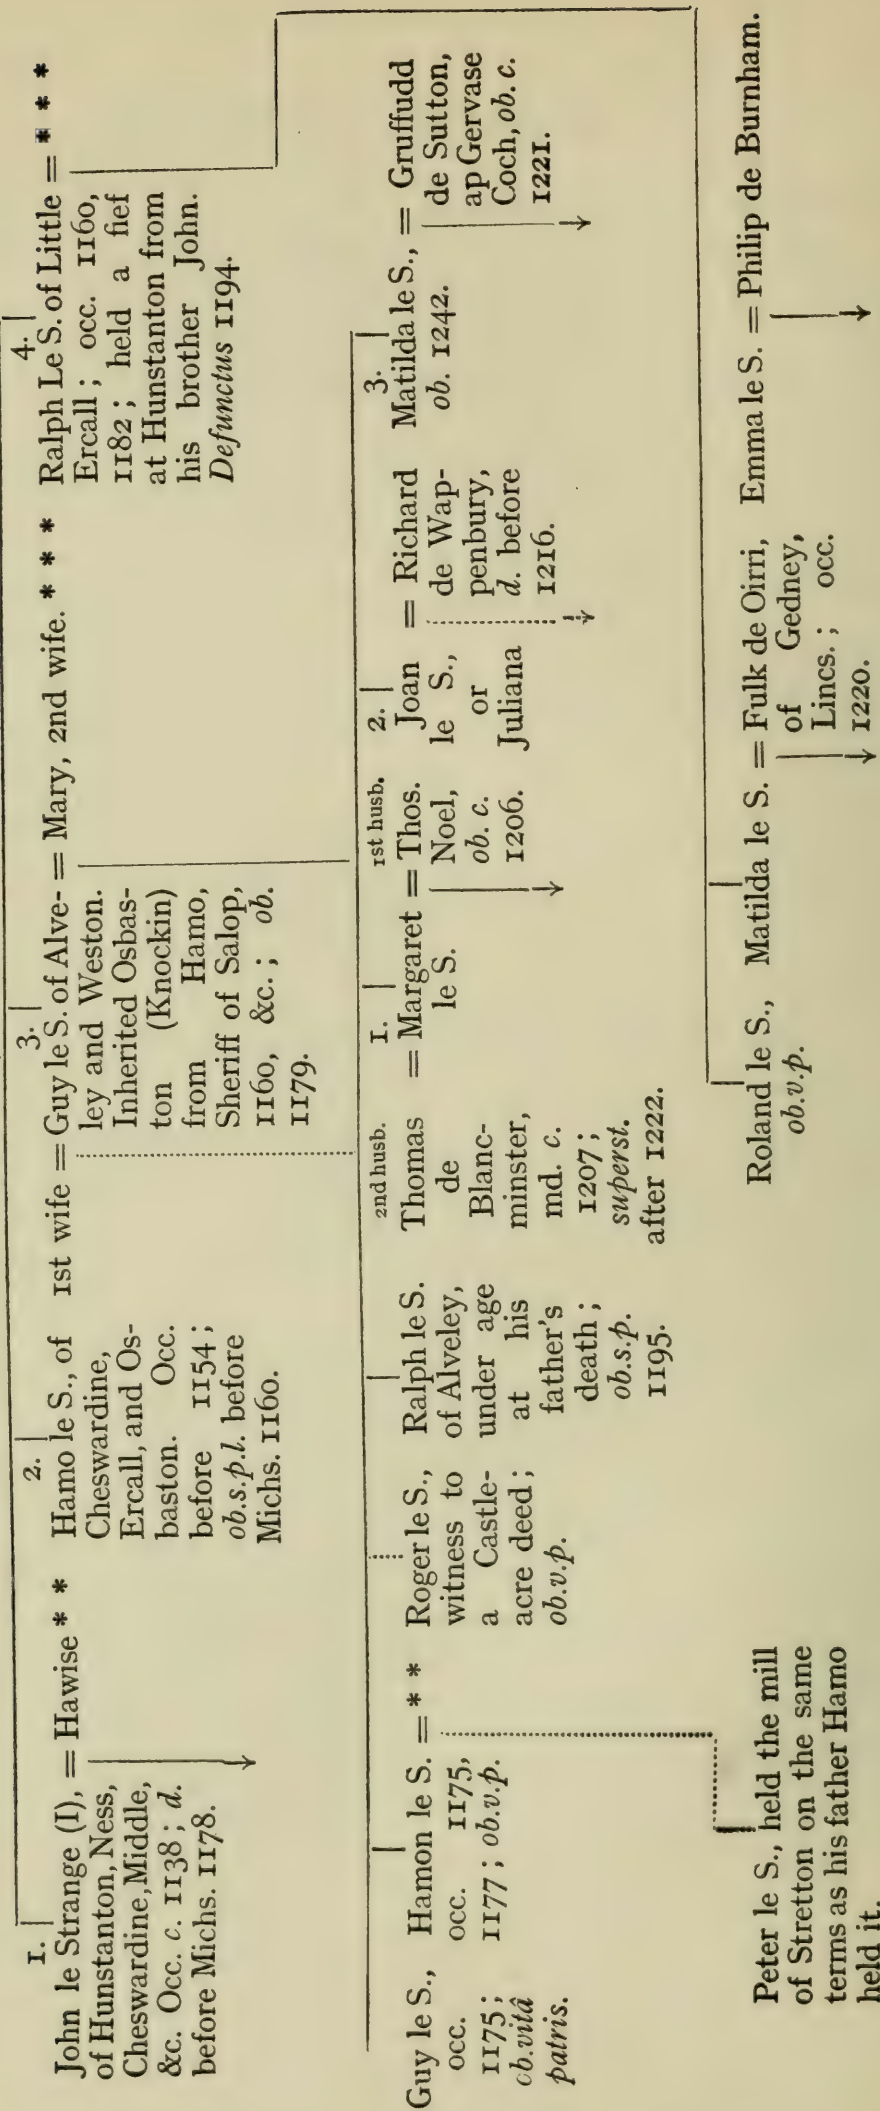 1.
John le Strange (I), = Hawise * *
of Hunstanton, Ness,
Cheswardine, Middle,
&c. Occ. c. 1138; d.
before Michs. 1178.
2.
Hamo le S., of
Cheswardine,
Ercall, and Os-
baston. Occ.
before 1154;
ob.s.p.l. before
Michs. 1160.
3.
1st wife = Guy le S. of Alve- = Mary, 2nd wife. * * *
ley and Weston.
Inherited Osbas-
ton (Knockin)
from Hamo,
Sheriff of Salop,
1160, &c.; ob.
1179.
4.
Ralph Le S. of Little = * * *
Ercall; occ. 1160,
1182; held a fief
at Hunstanton from
his brother John.
Defunctus 1194.
Guy le S.,
occ.
1175;
ob.vitâ
patris.
Hamon le S. = * *
occ. 1175,
1177; ob.v.p.
Roger le S.,
witness to
a Castle-
acre deed;
ob.v.p.
Ralph le S.
of Alveley,
under age
at his
father's
death;
ob.s.p.
1195.
2nd husb.
Thomas
de
Blanc-
minster,
md. c.
1207;
superst.
after 1222.
1.
= Margaret
le S.
1st husb.
= Thos.
Noel,
ob. c.
1206.
2.
Joan
le S.,
or
Juliana
= Richard
de Wap-
penbury,
d. before
1216.
3.
Matilda le S.,
ob. 1242.
= Gruffudd
de Sutton,
ap Gervase
Coch, ob. c.
1221.
Peter le S., held the mill
of Stretton on the same
terms as his father Hamo
held it.
Roland le S.,
ob.v.p.
Matilda le S. = Fulk de Oirri,
of Gedney,
Lincs.; occ.
1220.
Emma le S. = Philip de Burnham.